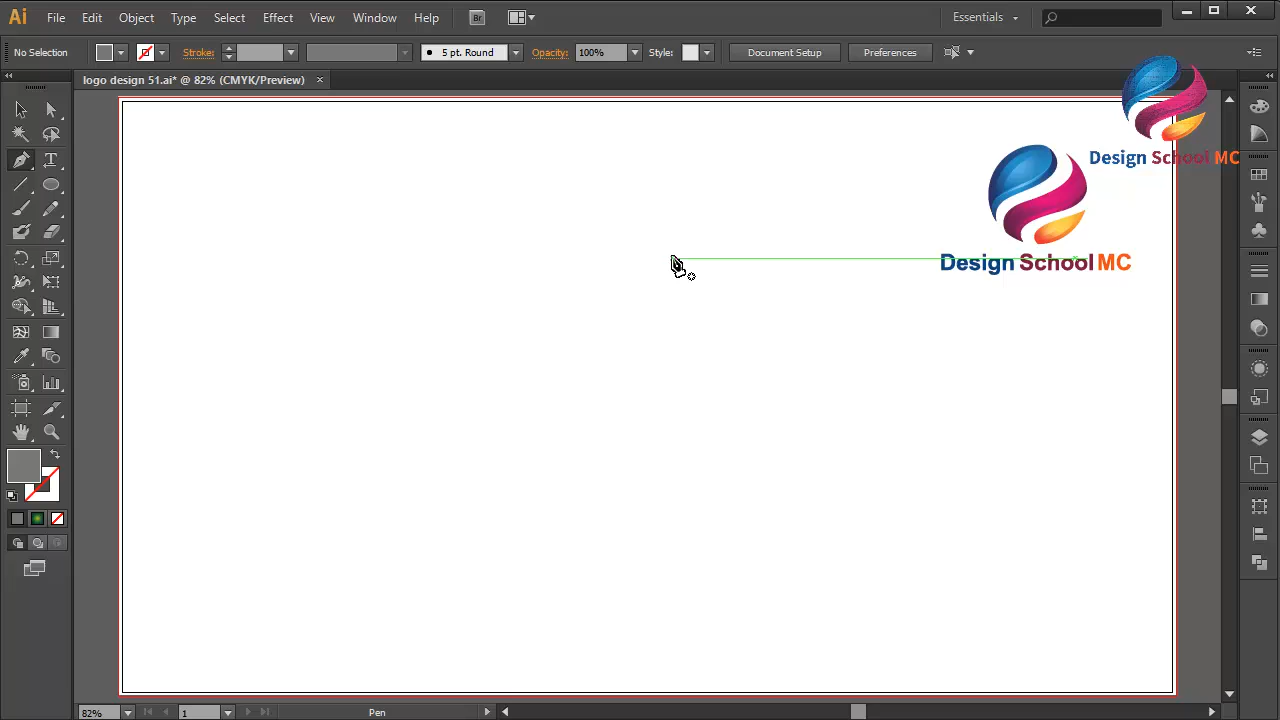 Ai File Edit Object Type Select Effect View Window Help Br Essentials
No Selection Stroke: 5 pt. Round Opacity: 100% Style: Document Setup Preferences
logo design 51.ai* @ 82% (CMYK/Preview)
Design School MC
Design School MC
82% 1 Pen